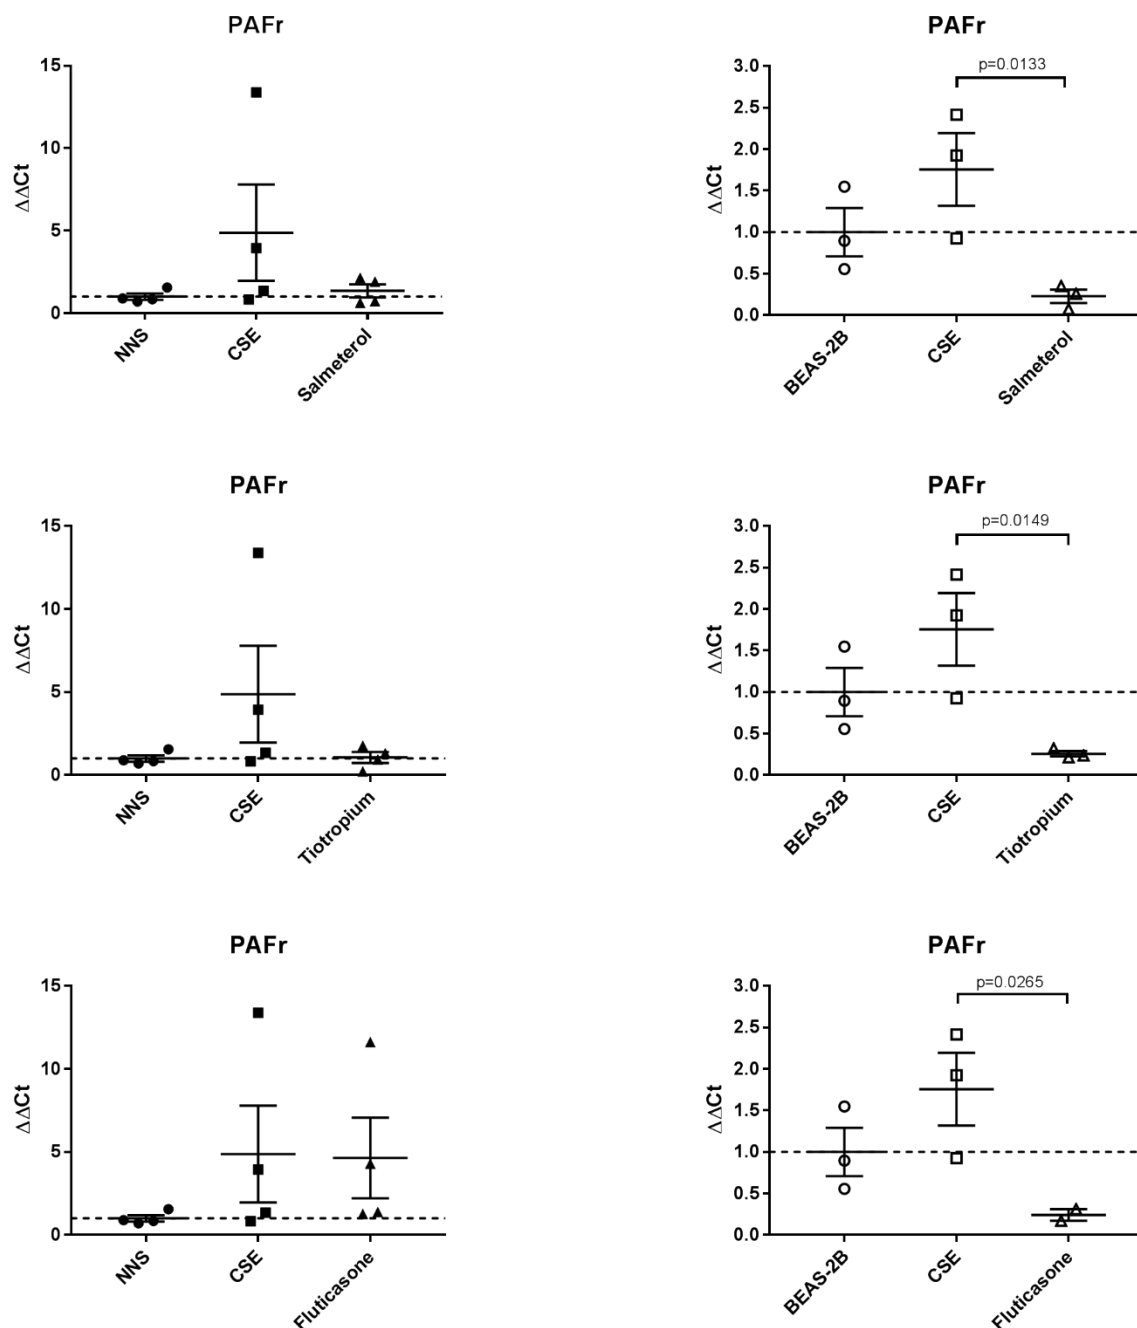 PAFr
15
10
5
0
ΔΔCt
NNS
CSE
Salmeterol
PAFr
p=0.0133
3.0
2.5
2.0
1.5
1.0
0.5
0.0
ΔΔCt
BEAS-2B
CSE
Salmeterol
PAFr
15
10
5
0
ΔΔCt
NNS
CSE
Tiotropium
PAFr
p=0.0149
3.0
2.5
2.0
1.5
1.0
0.5
0.0
ΔΔCt
BEAS-2B
CSE
Tiotropium
PAFr
15
10
5
0
ΔΔCt
NNS
CSE
Fluticasone
PAFr
p=0.0265
3.0
2.5
2.0
1.5
1.0
0.5
0.0
ΔΔCt
BEAS-2B
CSE
Fluticasone